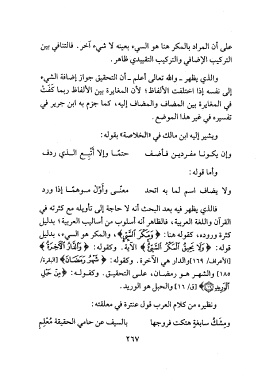 على أن المراد بالمكر هنا هو السيء بعينه لا شيء آخر. فالتنافي بين
التركيب الإضافي والتركيب التقييدي ظاهر.
والذي يظهر ــ والله تعالى أعلم ــ أن التحقيق جواز إضافة الشيء
إلى نفسه إذا اختلفت الألفاظ؛ لأن المغايرة بين الألفاظ ربما كَفَتْ
في المغايرة بين المضاف والمضاف إليه، كما جزم به ابن جرير في
تفسيره في غير هذا الموضع.
ويشير إليه ابن مالك في «الخلاصة» بقوله:
وإن يكونا مفردين فأضف حتمًا وإلا أَتْبِع الذي ردف
وأما قوله:
ولا يضاف اسم لما به اتحد معنًى وأوِّل موهمًا إذا ورد
فالذي يظهر فيه بعد البحث أنه لا حاجة إلى تأويله مع كثرته في
القرآن واللغة العربية، فالظاهر أنه أسلوب من أساليب العربية؛ بدليل
كثرة وروده، كقوله هنا: ﴿وَمَكْرَ السَّيِّئِ﴾، والمكر هو السيء، بدليل
قوله: ﴿وَلَا يَحِيقُ الْمَكْرُ السَّيِّئُ﴾ الآية. وكقوله: ﴿وَالدَّارُ الْآخِرَةُ﴾
[الأعراف/ ١٦٩] والدار هي الآخرة. وكقوله: ﴿شَهْرُ رَمَضَانَ﴾ [البقرة/
١٨٥] والشهر هو رمضان، على التحقيق. وكقوله: ﴿مِنْ حَبْلِ
الْوَرِيدِ﴾ [ق/ ١٦] والحبل هو الوريد.
ونظيره من كلام العرب قول عنترة في معلقته:
ومِشَكِّ سابغةٍ هتكت فروجها بالسيف عن حامي الحقيقة مُعْلِم
٢٦٧